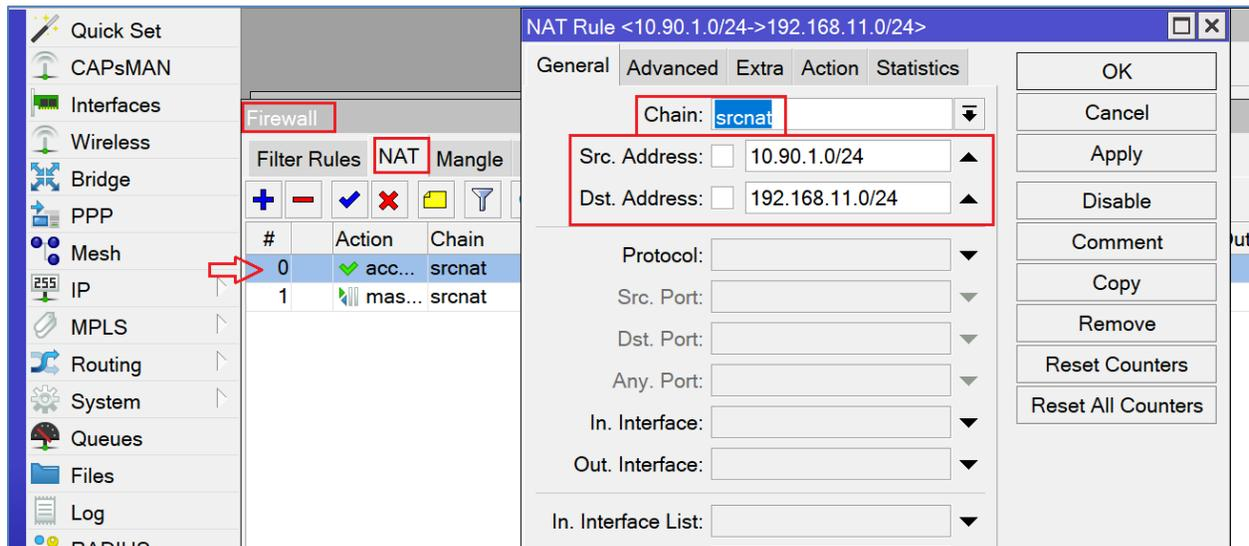 Quick Set
CAPsMAN
Interfaces
Wireless
Bridge
PPP
Mesh
255
IP
MPLS
Routing
System
Queues
Files
Log
RADIUS
Firewall
Filter Rules NAT Mangle
# Action Chain
0 acc... srcnat
1 mas... srcnat
NAT Rule <10.90.1.0/24->192.168.11.0/24>
General Advanced Extra Action Statistics
Chain: srcnat
Src. Address: 10.90.1.0/24
Dst. Address: 192.168.11.0/24
Protocol:
Src. Port:
Dst. Port:
Any. Port:
In. Interface:
Out. Interface:
In. Interface List:
OK
Cancel
Apply
Disable
Comment
Copy
Remove
Reset Counters
Reset All Counters